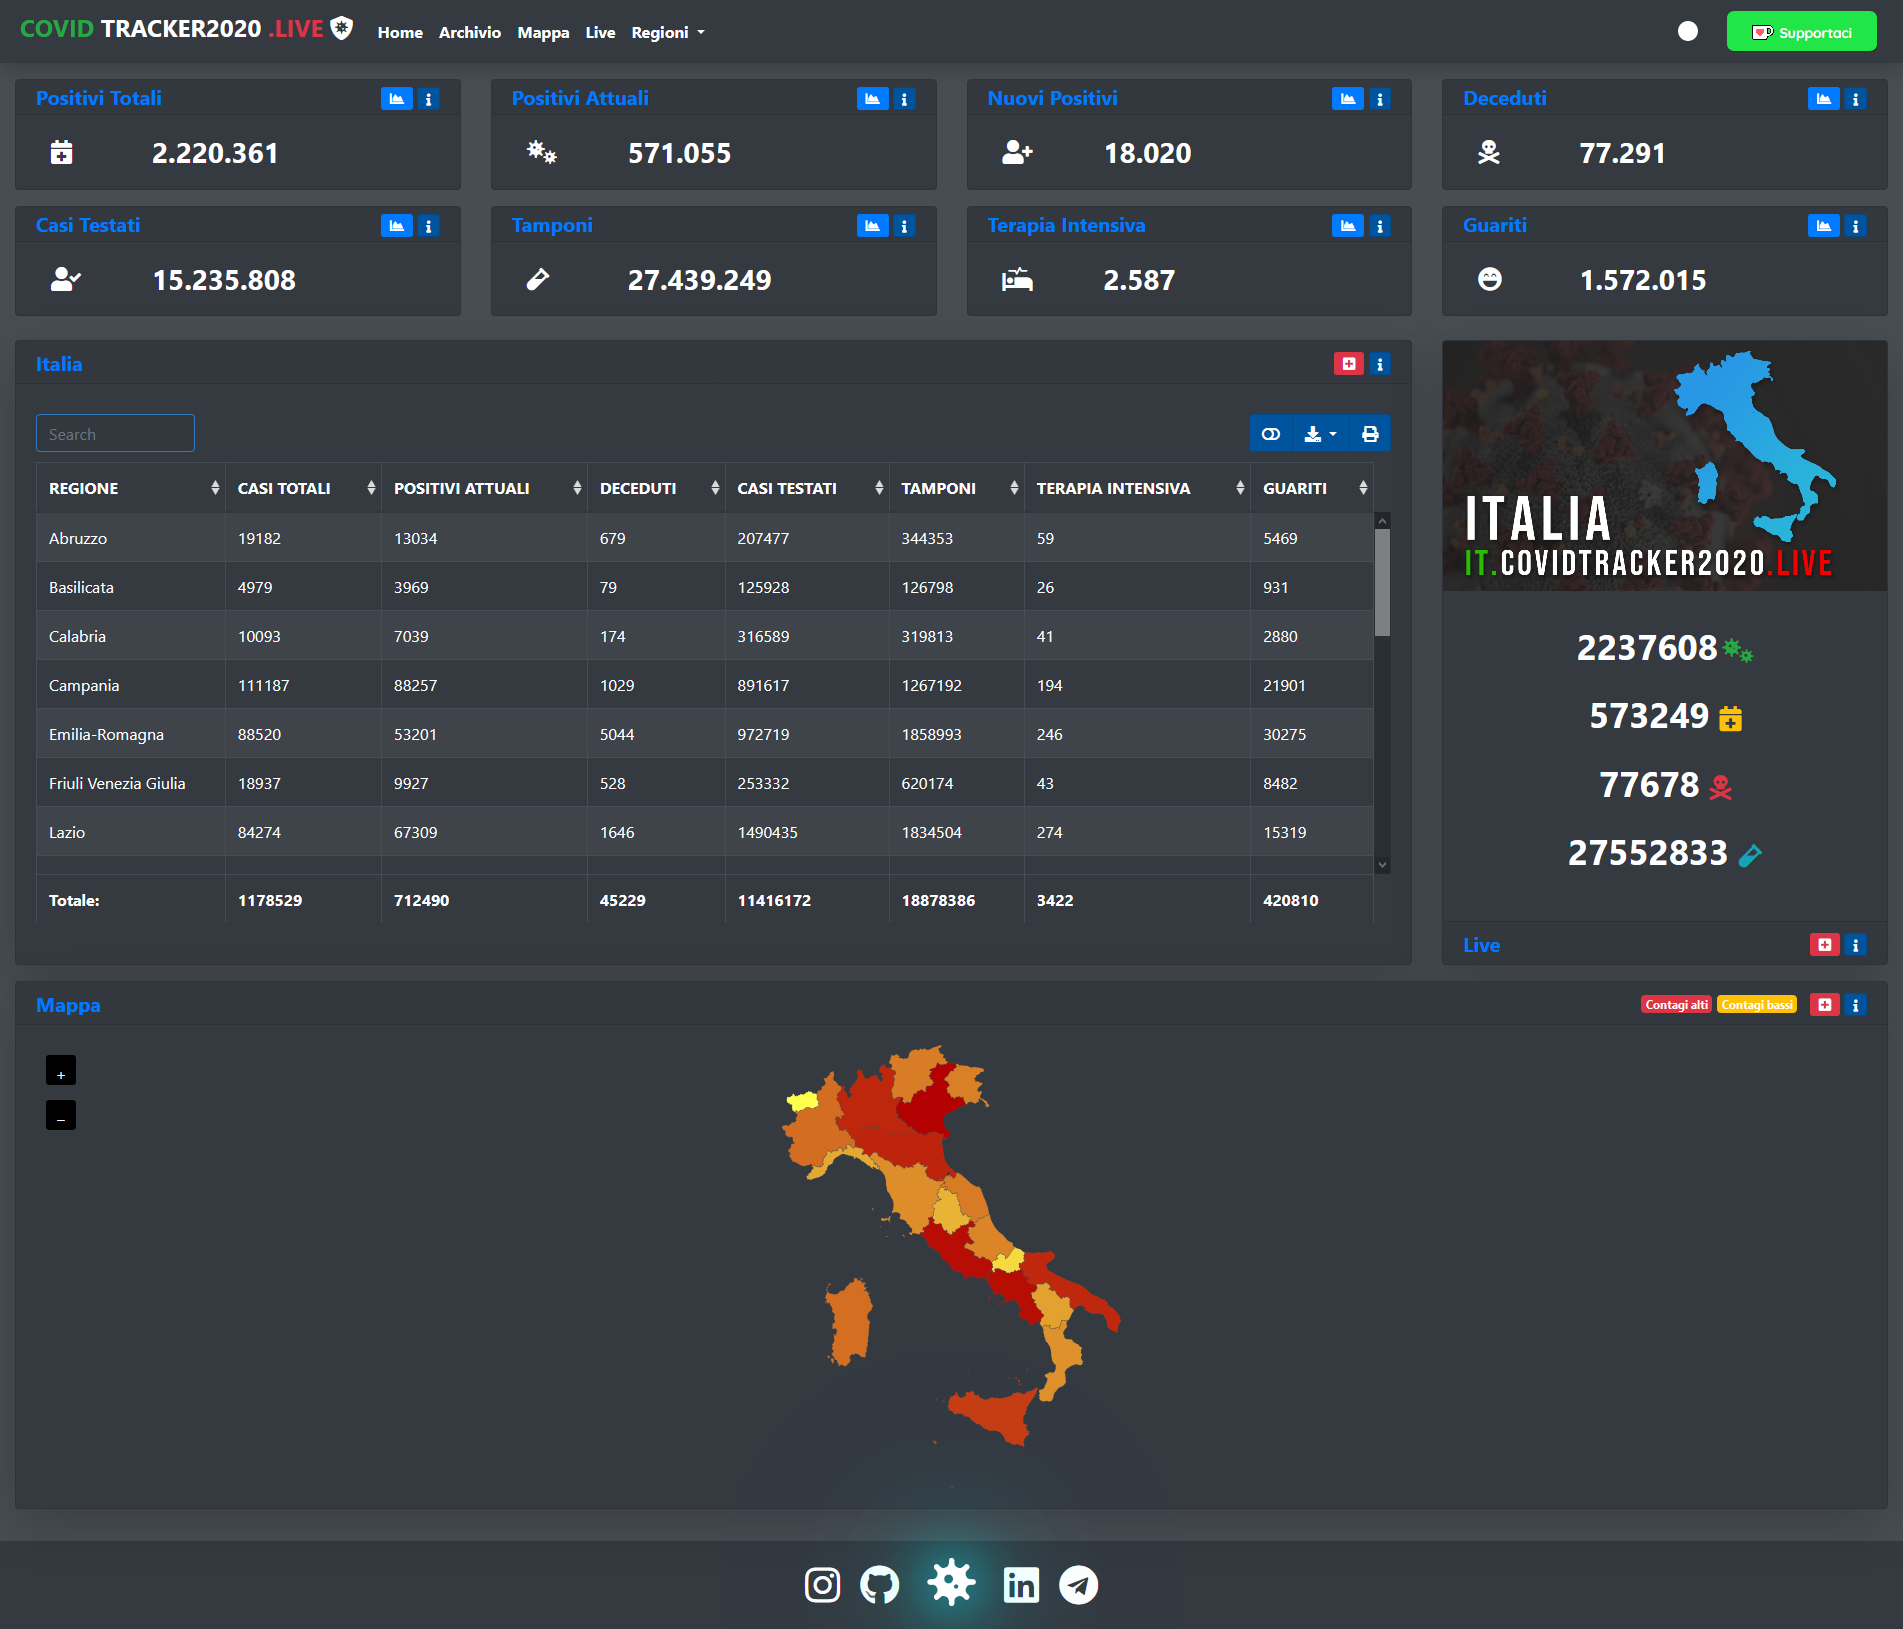 COVID TRACKER2020 .LIVE Home Archivio Mappa Live Regioni Supportaci
Positivi Totali
2.220.361
Positivi Attuali
571.055
Nuovi Positivi
18.020
Deceduti
77.291
Casi Testati
15.235.808
Tamponi
27.439.249
Terapia Intensiva
2.587
Guariti
1.572.015
Italia
Search
REGIONE CASI TOTALI POSITIVI ATTUALI DECEDUTI CASI TESTATI TAMPONI TERAPIA INTENSIVA GUARITI
Abruzzo 19182 13034 679 207477 344353 59 5469
Basilicata 4979 3969 79 125928 126798 26 931
Calabria 10093 7039 174 316589 319813 41 2880
Campania 111187 88257 1029 891617 1267192 194 21901
Emilia-Romagna 88520 53201 5044 972719 1858993 246 30275
Friuli Venezia Giulia 18937 9927 528 253332 620174 43 8482
Lazio 84274 67309 1646 1490435 1834504 274 15319
Totale: 1178529 712490 45229 11416172 18878386 3422 420810
ITALIA
IT.COVIDTRACKER2020.LIVE
2237608
573249
77678
27552833
Live
Mappa
Contagi alti Contagi bassi
+
−